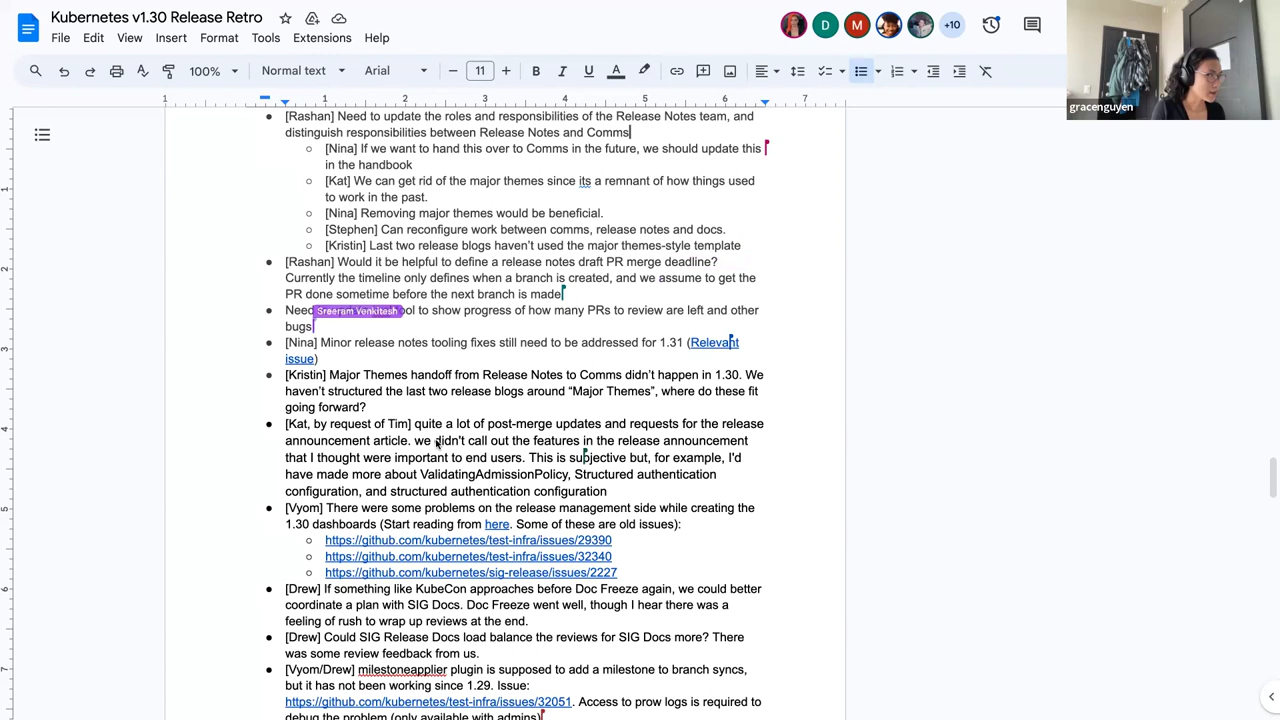 Kubernetes v1.30 Release Retro
File Edit View Insert Format Tools Extensions Help
D M +10
100% Normal text Arial 11
gracenguyen
1 1 2 3 4 5 6 7
[Rashan] Need to update the roles and responsibilities of the Release Notes team, and
distinguish responsibilities between Release Notes and Comms
[Nina] If we want to hand this over to Comms in the future, we should update this
in the handbook
[Kat] We can get rid of the major themes since its a remnant of how things used
to work in the past.
[Nina] Removing major themes would be beneficial.
[Stephen] Can reconfigure work between comms, release notes and docs.
[Kristin] Last two release blogs haven't used the major themes-style template
[Rashan] Would it be helpful to define a release notes draft PR merge deadline?
Currently the timeline only defines when a branch is created, and we assume to get the
PR done sometime before the next branch is made
Sreeram Venkitesh
Need ool to show progress of how many PRs to review are left and other
bugs
[Nina] Minor release notes tooling fixes still need to be addressed for 1.31 (Relevant
issue)
[Kristin] Major Themes handoff from Release Notes to Comms didn't happen in 1.30. We
haven't structured the last two release blogs around “Major Themes”, where do these fit
going forward?
[Kat, by request of Tim] quite a lot of post-merge updates and requests for the release
announcement article. we didn't call out the features in the release announcement
that I thought were important to end users. This is subjective but, for example, I'd
have made more about ValidatingAdmissionPolicy, Structured authentication
configuration, and structured authentication configuration
[Vyom] There were some problems on the release management side while creating the
1.30 dashboards (Start reading from here. Some of these are old issues):
https://github.com/kubernetes/test-infra/issues/29390
https://github.com/kubernetes/test-infra/issues/32340
https://github.com/kubernetes/sig-release/issues/2227
[Drew] If something like KubeCon approaches before Doc Freeze again, we could better
coordinate a plan with SIG Docs. Doc Freeze went well, though I hear there was a
feeling of rush to wrap up reviews at the end.
[Drew] Could SIG Release Docs load balance the reviews for SIG Docs more? There
was some review feedback from us.
[Vyom/Drew] milestoneapplier plugin is supposed to add a milestone to branch syncs,
but it has not been working since 1.29. Issue:
https://github.com/kubernetes/test-infra/issues/32051. Access to prow logs is required to
debug the problem (only available with admins)